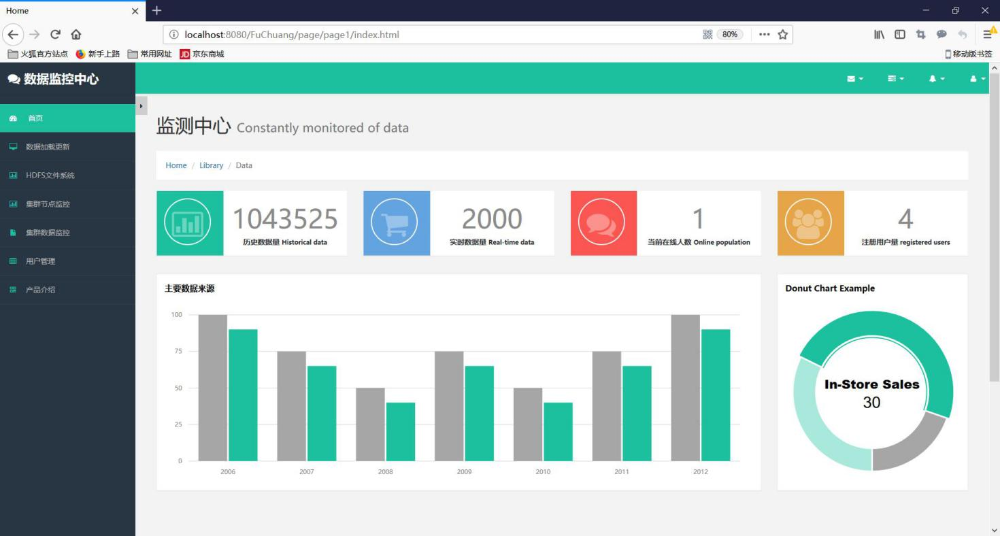 Home
localhost:8080/FuChuang/page/page1/index.html
80%
火狐官方站点
新手上路
常用网址
JD 京东商城
移动版书签
数据监控中心
首页
数据加载更新
HDFS文件系统
集群节点监控
集群数据监控
用户管理
产品介绍
监测中心 Constantly monitored of data
Home / Library / Data
1043525
历史数据量 Historical data
2000
实时数据量 Real-time data
1
当前在线人数 Online population
4
注册用户量 registered users
主要数据来源
100
75
50
25
0
2006
2007
2008
2009
2010
2011
2012
Donut Chart Example
In-Store Sales
30